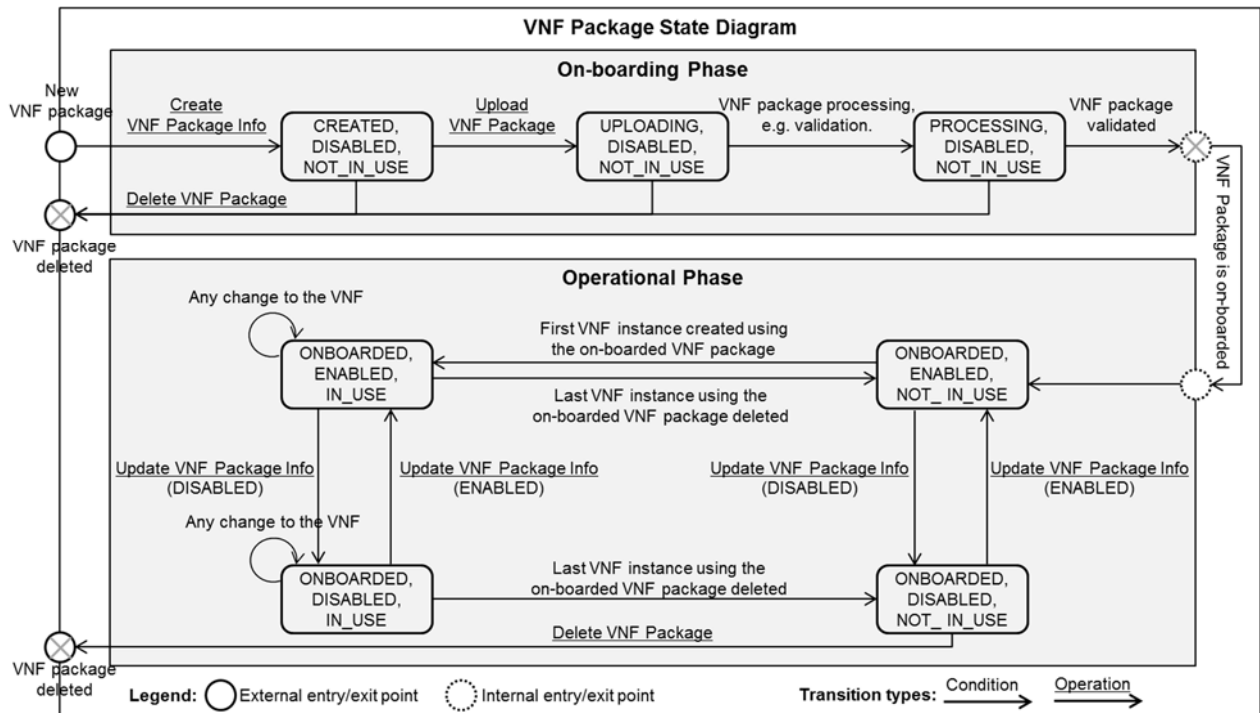 VNF Package State Diagram
On-boarding Phase
New
VNF package
Create
VNF Package Info
CREATED,
DISABLED,
NOT_IN_USE
Upload
VNF Package
UPLOADING,
DISABLED,
NOT_IN_USE
VNF package processing,
e.g. validation.
PROCESSING,
DISABLED,
NOT_IN_USE
VNF package
validated
Delete VNF Package
VNF package
deleted
VNF Package is on-boarded
Operational Phase
Any change to the VNF
ONBOARDED,
ENABLED,
IN_USE
First VNF instance created using
the on-boarded VNF package
Last VNF instance using the
on-boarded VNF package deleted
ONBOARDED,
ENABLED,
NOT_ IN_USE
Update VNF Package Info
(DISABLED)
Update VNF Package Info
(ENABLED)
Update VNF Package Info
(DISABLED)
Update VNF Package Info
(ENABLED)
Any change to the VNF
ONBOARDED,
DISABLED,
IN_USE
Last VNF instance using the
on-boarded VNF package deleted
ONBOARDED,
DISABLED,
NOT_ IN_USE
Delete VNF Package
VNF package
deleted
Legend:
External entry/exit point
Internal entry/exit point
Transition types:
Condition
Operation